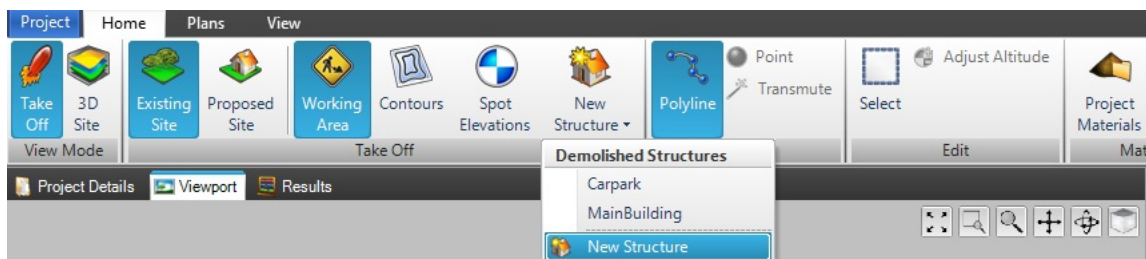 Project Home Plans View
Take Off
3D Site
Existing Site
Proposed Site
Working Area
Contours
Spot Elevations
New Structure
Polyline
Point
Transmute
Select
Adjust Altitude
Project Materials
View Mode
Take Off
Edit
Mat
Demolished Structures
Carpark
MainBuilding
New Structure
Project Details Viewport Results